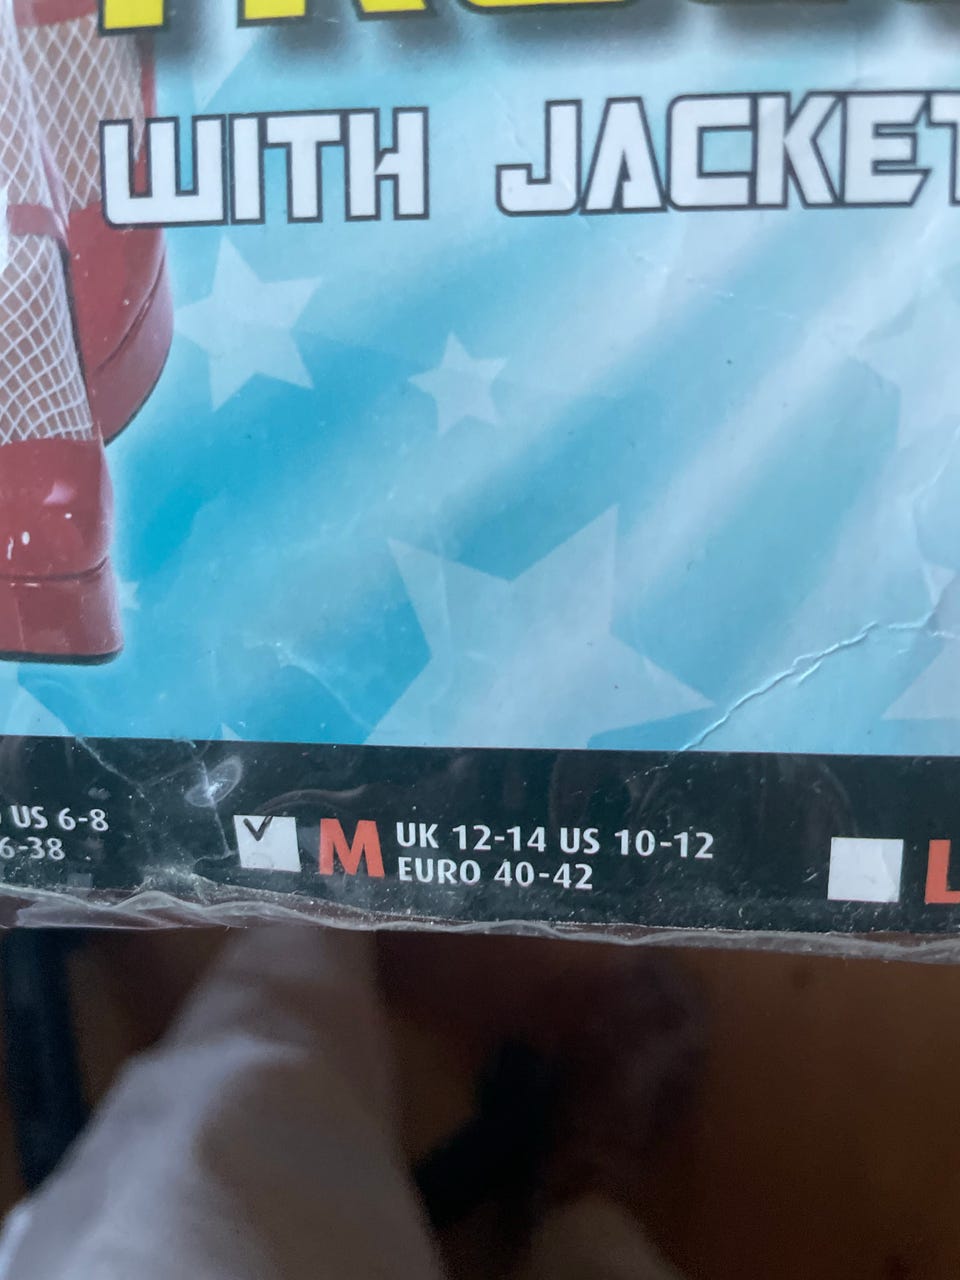 WITH JACKET
US 6-8
6-38
M UK 12-14 US 10-12
EURO 40-42
L